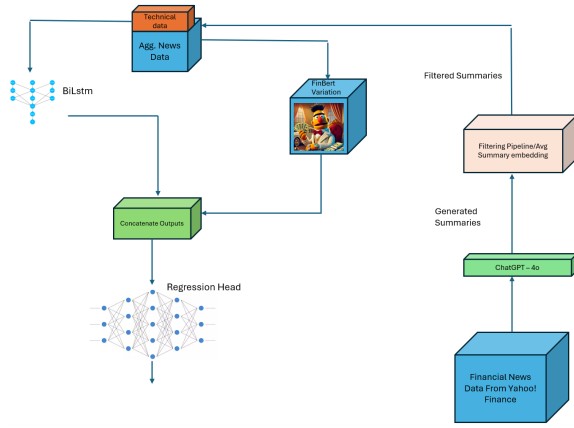 Technical
data
Agg. News
Data
BiLstm
FinBert
Variation
Filtered Summaries
Filtering Pipeline/Avg
Summary embedding
Generated
Summaries
Concatenate Outputs
ChatGPT – 4o
Regression Head
Financial News
Data From Yahoo!
Finance